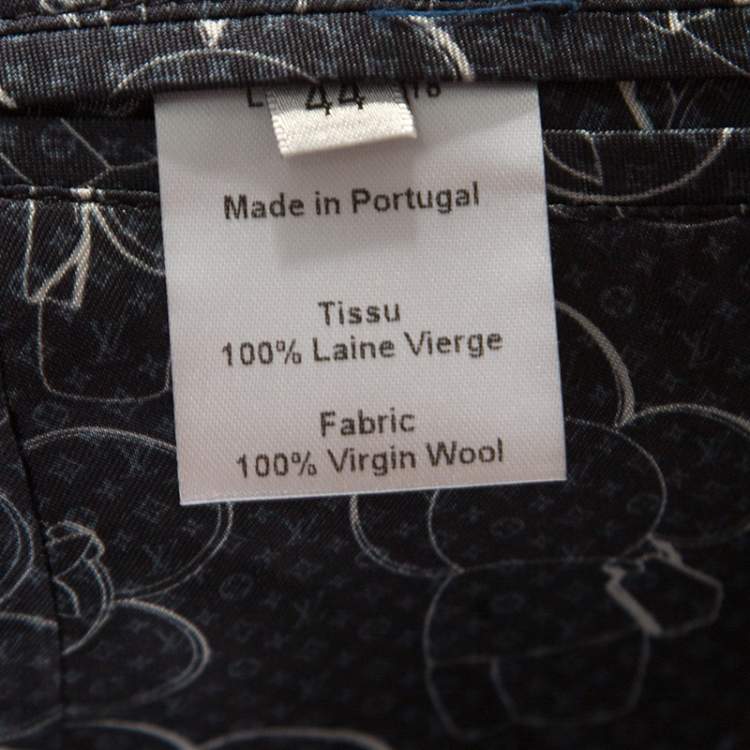 44
Made in Portugal
Tissu
100% Laine Vierge
Fabric
100% Virgin Wool